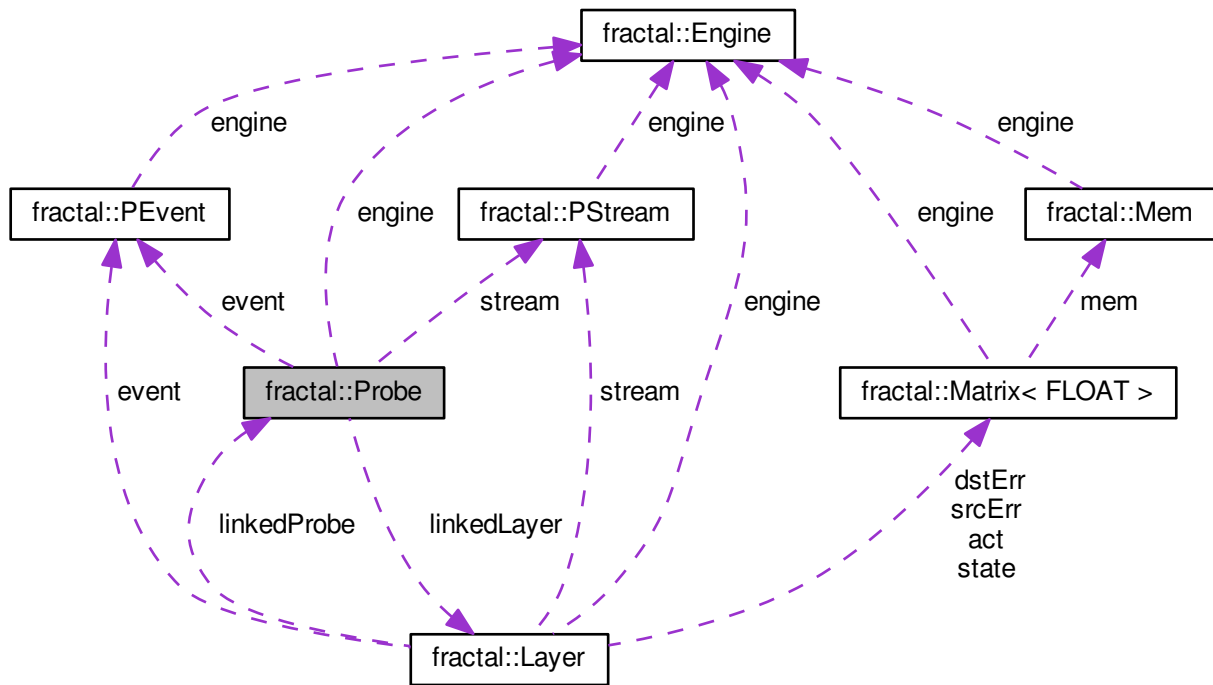 fractal::Engine
engine
engine
engine
fractal::PEvent
engine
fractal::PStream
engine
fractal::Mem
event
stream
engine
mem
event
fractal::Probe
stream
fractal::Matrix< FLOAT >
linkedProbe
linkedLayer
dstErr
srcErr
act
state
fractal::Layer